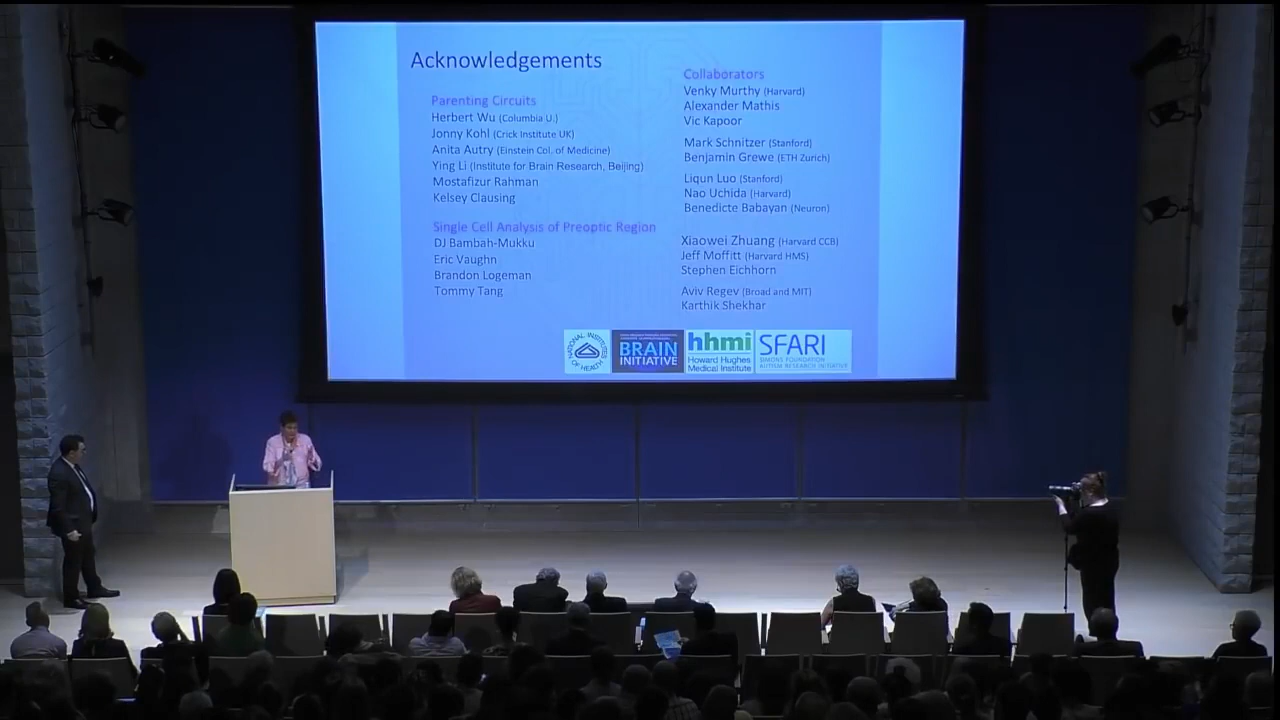 Acknowledgements
Parenting Circuits
Herbert Wu (Columbia U.)
Jonny Kohl (Crick Institute UK)
Anita Autry (Einstein Col. of Medicine)
Ying Li (Institute for Brain Research, Beijing)
Mostafizur Rahman
Kelsey Clausing
Single Cell Analysis of Preoptic Region
DJ Bambah-Mukku
Eric Vaughn
Brandon Logeman
Tommy Tang
Collaborators
Venky Murthy (Harvard)
Alexander Mathis
Vic Kapoor
Mark Schnitzer (Stanford)
Benjamin Grewe (ETH Zurich)
Liqun Luo (Stanford)
Nao Uchida (Harvard)
Benedicte Babayan (Neuron)
Xiaowei Zhuang (Harvard CCB)
Jeff Moffitt (Harvard HMS)
Stephen Eichhorn
Aviv Regev (Broad and MIT)
Karthik Shekhar
NATIONAL INSTITUTES
OF HEALTH
BRAIN
INITIATIVE
hhmi
Howard Hughes
Medical Institute
SFARI
SIMONS FOUNDATION
AUTISM RESEARCH INITIATIVE